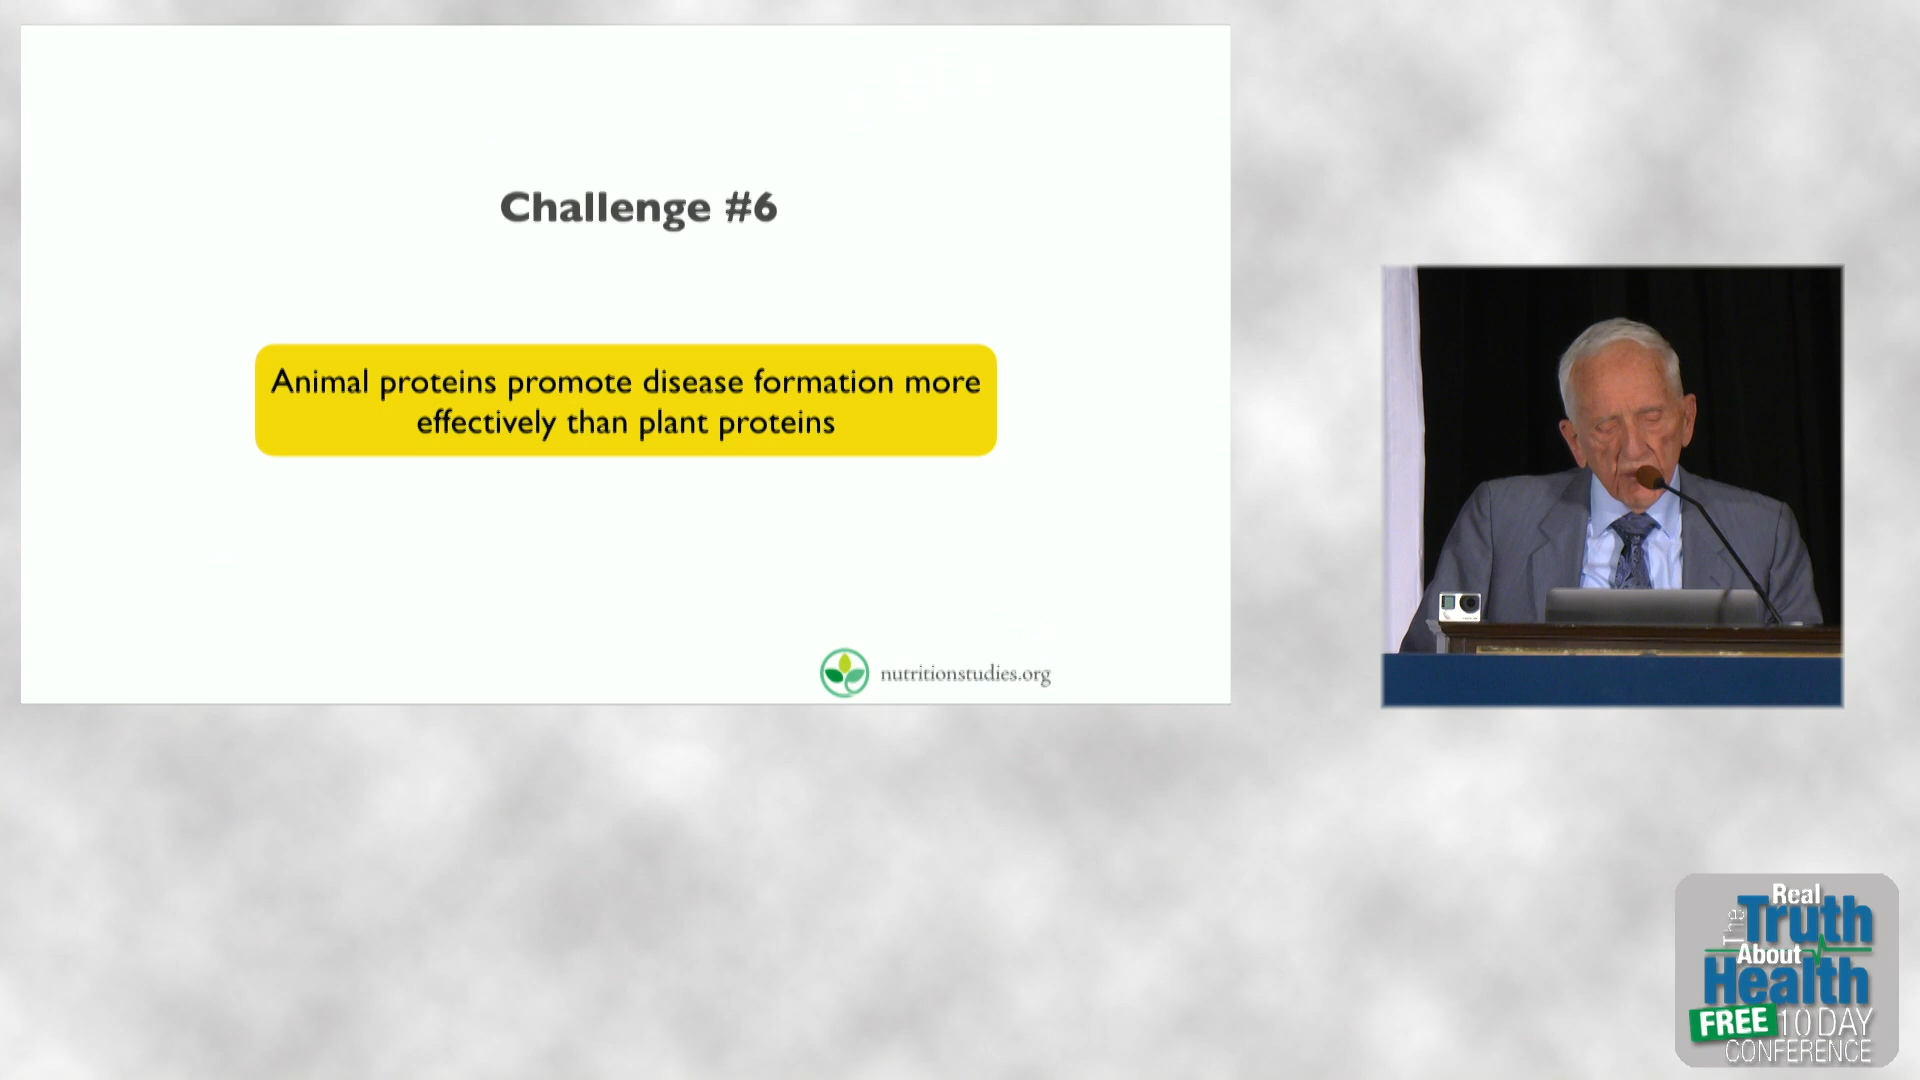 Challenge #6
Animal proteins promote disease formation more
effectively than plant proteins
nutritionstudies.org
The
Real
Truth
About
Health
FREE 10 DAY
CONFERENCE